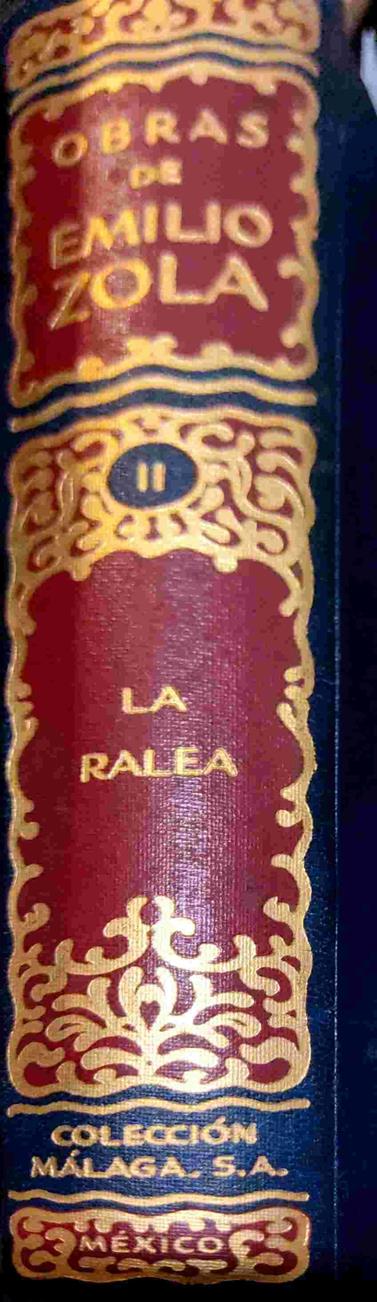 OBRAS
DE
EMILIO
ZOLA
II
LA
RALEA
COLECCIÓN
MÁLAGA, S.A.
MÉXICO